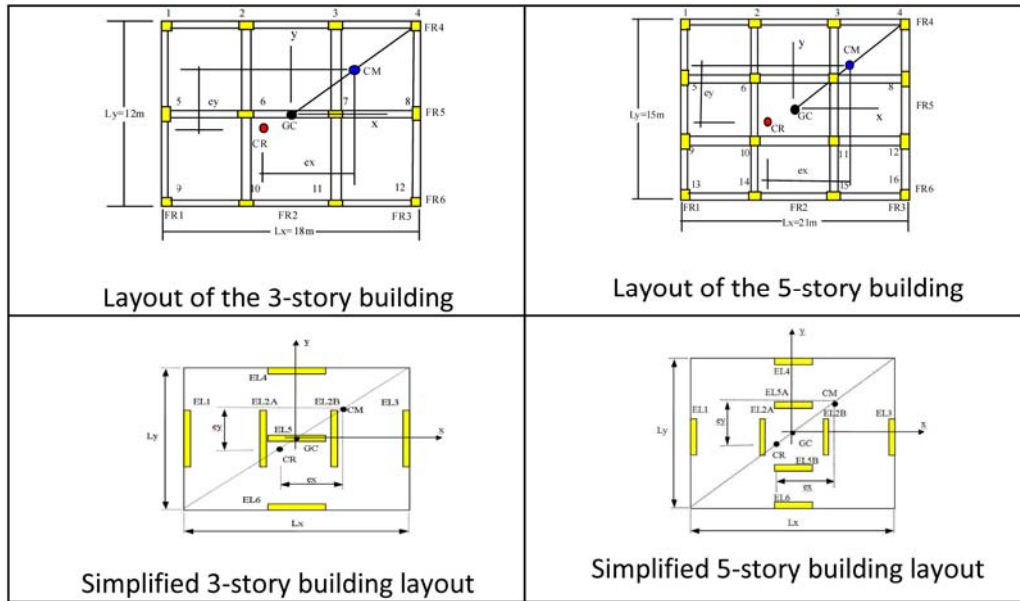 1 2 3 4
FR4
y
CM
Ly=12m
5 ey 6 7 8
FR5
x
GC
CR
ex
9 10 11 12
FR6
FR1 FR2 FR3
Lx=18m
Layout of the 3-story building
1 2 3 4
FR4
y
CM
5 6 8
ey
FR5
Ly=15m
x
GC
CR
9 10 11 12
ex
13 14 15 16
FR6
FR1 FR2 FR3
Lx=21m
Layout of the 5-story building
y
EL4
EL1 EL2A EL2B EL3
CM
ey
EL5
x
Ly
GC
CR
ex
EL6
Lx
Simplified 3-story building layout
y
EL4
EL5A CM
EL1 EL2A EL2B EL3
ey
x
Ly
GC
CR
EL5B
ex
EL6
Lx
Simplified 5-story building layout